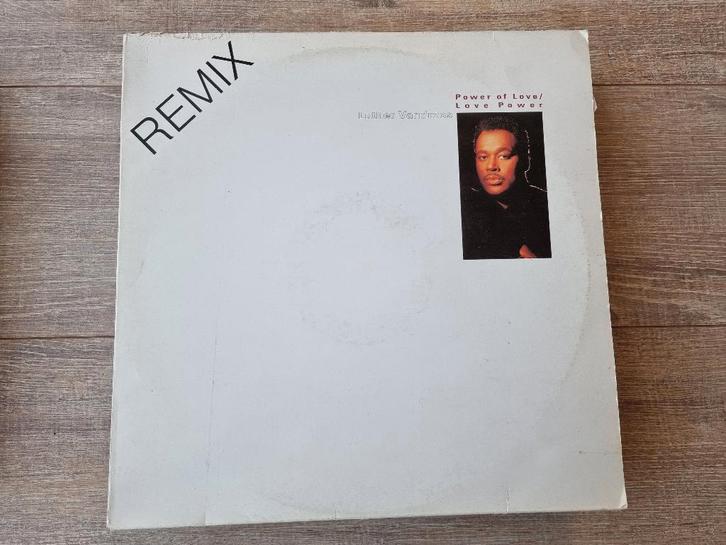 REMIX
Power of Love/
Love Power
Luther Vandross